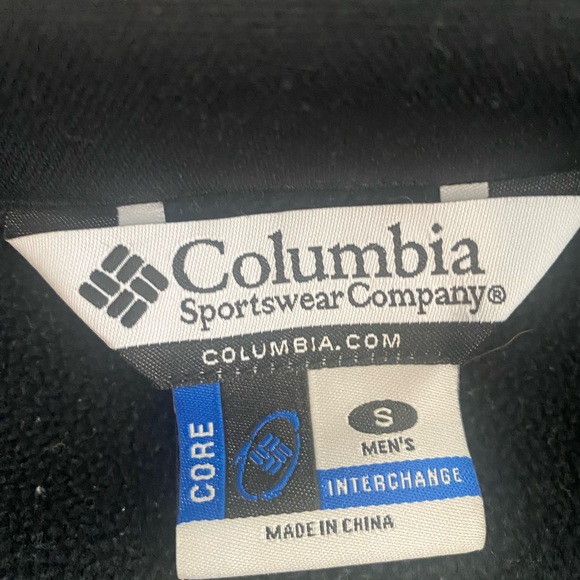 Columbia
Sportswear Company®
COLUMBIA.COM
CORE
S
MEN'S
INTERCHANGE
MADE IN CHINA